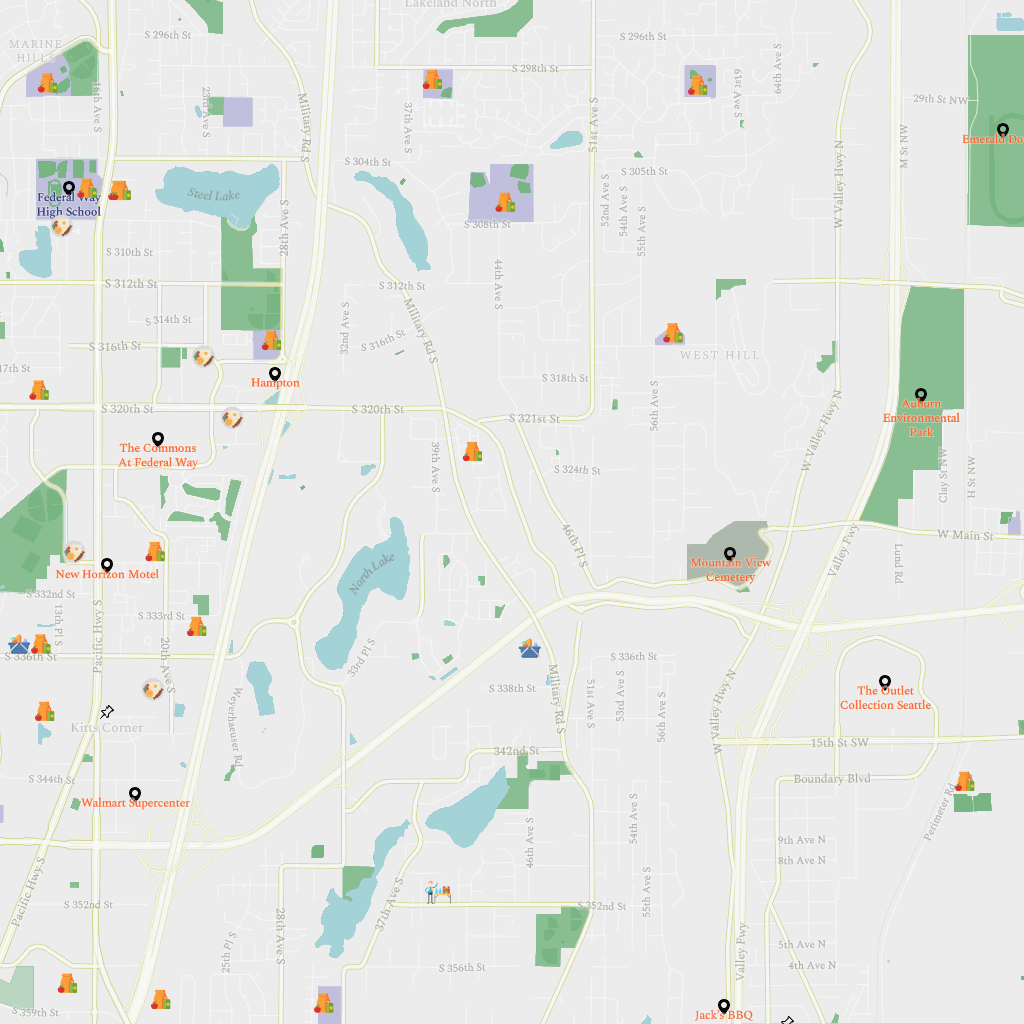 Lakeland North
S 296th St
S 296th St
MARINE
HILLS
64th Ave S
S 298th St
61st Ave S
16th Ave S
23rd Ave S
Military Rd S
37th Ave S
51st Ave S
29th St NW
M St NW
Emerald Do
S 304th St
S 305th St
W Valley Hwy N
Steel Lake
Federal Way
High School
52nd Ave S
54th Ave S
55th Ave S
S 308th St
28th Ave S
S 310th St
S 312th St
S 312th St
44th Ave S
S 314th St
32nd Ave S
Military Rd S
S 316th St
S 316th St
WEST HILL
17th St
Hampton
S 318th St
56th Ave S
Auburn
Environmental
Park
S 320th St
S 320th St
S 321st St
W Valley Hwy N
The Commons
At Federal Way
39th Ave S
S 324th St
Clay St NW
H St NW
46th Pl S
Valley Fwy
W Main St
Lund Rd
North Lake
New Horizon Motel
Mountain View
Cemetery
S 332nd St
13th Pl S
S 333rd St
Pacific Hwy S
20th Ave S
33rd Pl S
S 336th St
S 336th St
Military Rd S
51st Ave S
53rd Ave S
56th Ave S
W Valley Hwy N
S 338th St
The Outlet
Collection Seattle
Weyerhaeuser Rd
Kitts Corner
342nd St
15th St SW
S 344th St
Boundary Blvd
Walmart Supercenter
Perimeter Rd
46th Ave S
54th Ave S
9th Ave N
8th Ave N
Pacific Hwy S
37th Ave S
55th Ave S
S 352nd St
S 352nd St
28th Ave S
25th Pl S
Valley Fwy
5th Ave N
4th Ave N
S 356th St
S 359th St
Jack's BBQ